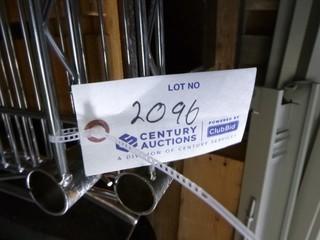 LOT NO
2096
CENTURY AUCTIONS
POWERED BY
ClubBid
A DIVISION OF CENTURY SERVICES